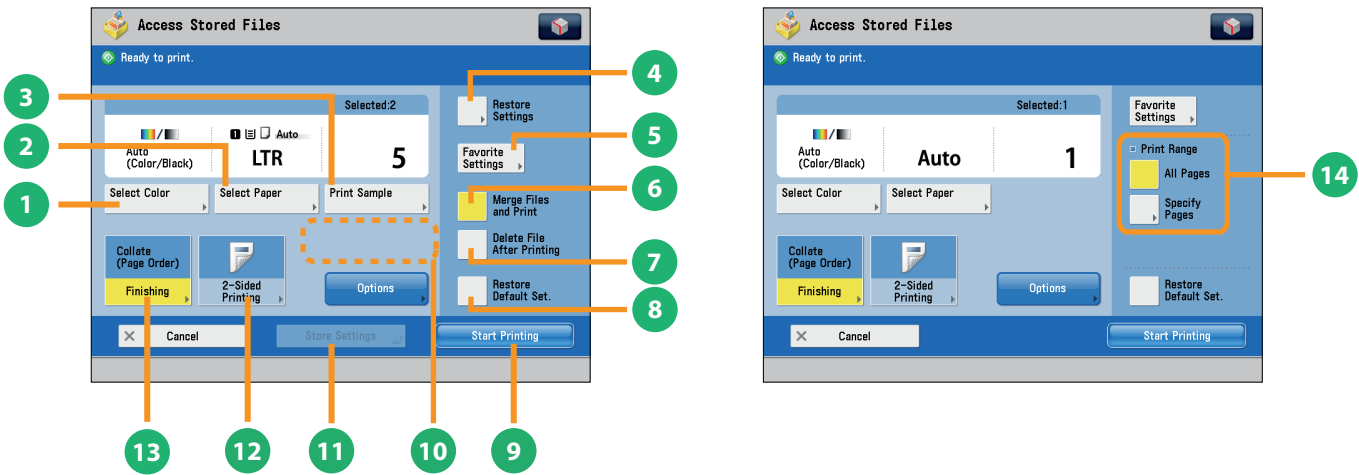 Access Stored Files
Ready to print.
Selected:2
Auto
(Color/Black)
1
Auto
LTR
5
Select Color
Select Paper
Print Sample
Collate
(Page Order)
Finishing
2-Sided
Printing
Options
Restore
Settings
Favorite
Settings
Merge Files
and Print
Delete File
After Printing
Restore
Default Set.
Cancel
Store Settings
Start Printing
3
2
1
4
5
6
7
8
13
12
11
10
9
Access Stored Files
Ready to print.
Selected:1
Auto
(Color/Black)
Auto
1
Select Color
Select Paper
Collate
(Page Order)
Finishing
2-Sided
Printing
Options
Favorite
Settings
Print Range
All Pages
Specify
Pages
Restore
Default Set.
Cancel
Start Printing
14